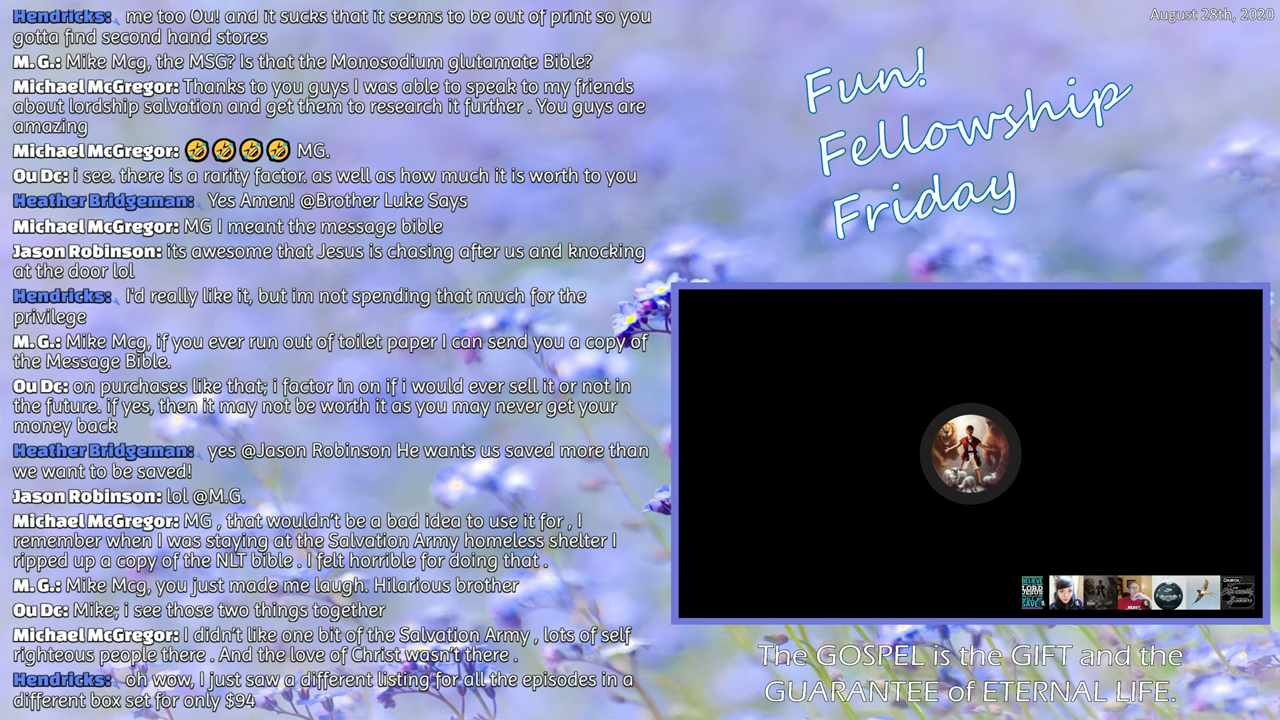 Hendricks: me too Ou! and it sucks that it seems to be out of print so you
gotta find second hand stores
M. G.: Mike Mcg, the MSG? Is that the Monosodium glutamate Bible?
Michael McGregor: Thanks to you guys I was able to speak to my friends
about lordship salvation and get them to research it further . You guys are
amazing
Michael McGregor: 🤣🤣🤣🤣 MG.
Ou Dc: i see. there is a rarity factor. as well as how much it is worth to you
Heather Bridgeman: Yes Amen! @Brother Luke Says
Michael McGregor: MG I meant the message bible
Jason Robinson: its awesome that Jesus is chasing after us and knocking
at the door lol
Hendricks: I'd really like it, but im not spending that much for the
privilege
M. G.: Mike Mcg, if you ever run out of toilet paper I can send you a copy of
the Message Bible.
Ou Dc: on purchases like that; i factor in on if i would ever sell it or not in
the future. if yes, then it may not be worth it as you may never get your
money back
Heather Bridgeman: yes @Jason Robinson He wants us saved more than
we want to be saved!
Jason Robinson: lol @M.G.
Michael McGregor: MG , that wouldn't be a bad idea to use it for , I
remember when I was staying at the Salvation Army homeless shelter I
ripped up a copy of the NLT bible . I felt horrible for doing that .
M. G.: Mike Mcg, you just made me laugh. Hilarious brother
Ou Dc: Mike; i see those two things together
Michael McGregor: I didn't like one bit of the Salvation Army , lots of self
righteous people there . And the love of Christ wasn't there .
Hendricks: oh wow, I just saw a different listing for all the episodes in a
different box set for only $94
August 28th, 2020
Fun!
Fellowship
Friday
BELIEVE
LORD
JESUS
The GOSPEL is the GIFT and the
GUARANTEE of ETERNAL LIFE.